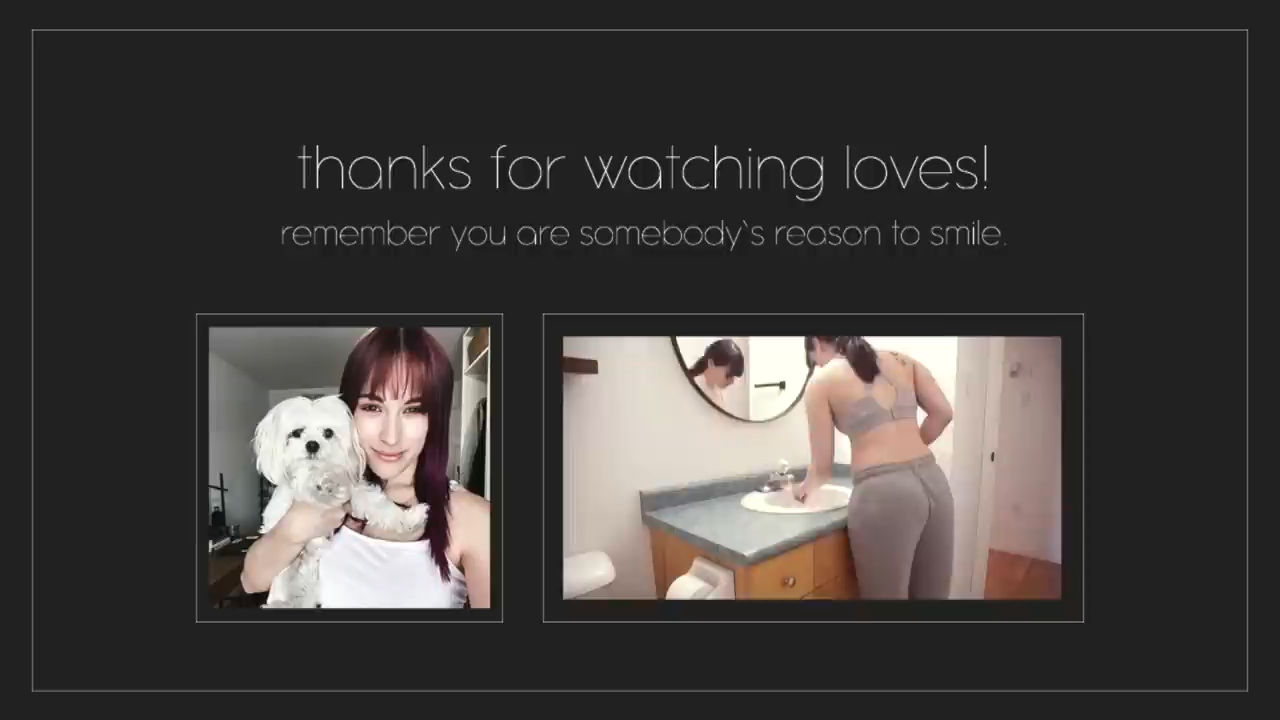 thanks for watching loves!
remember you are somebody`s reason to smile.